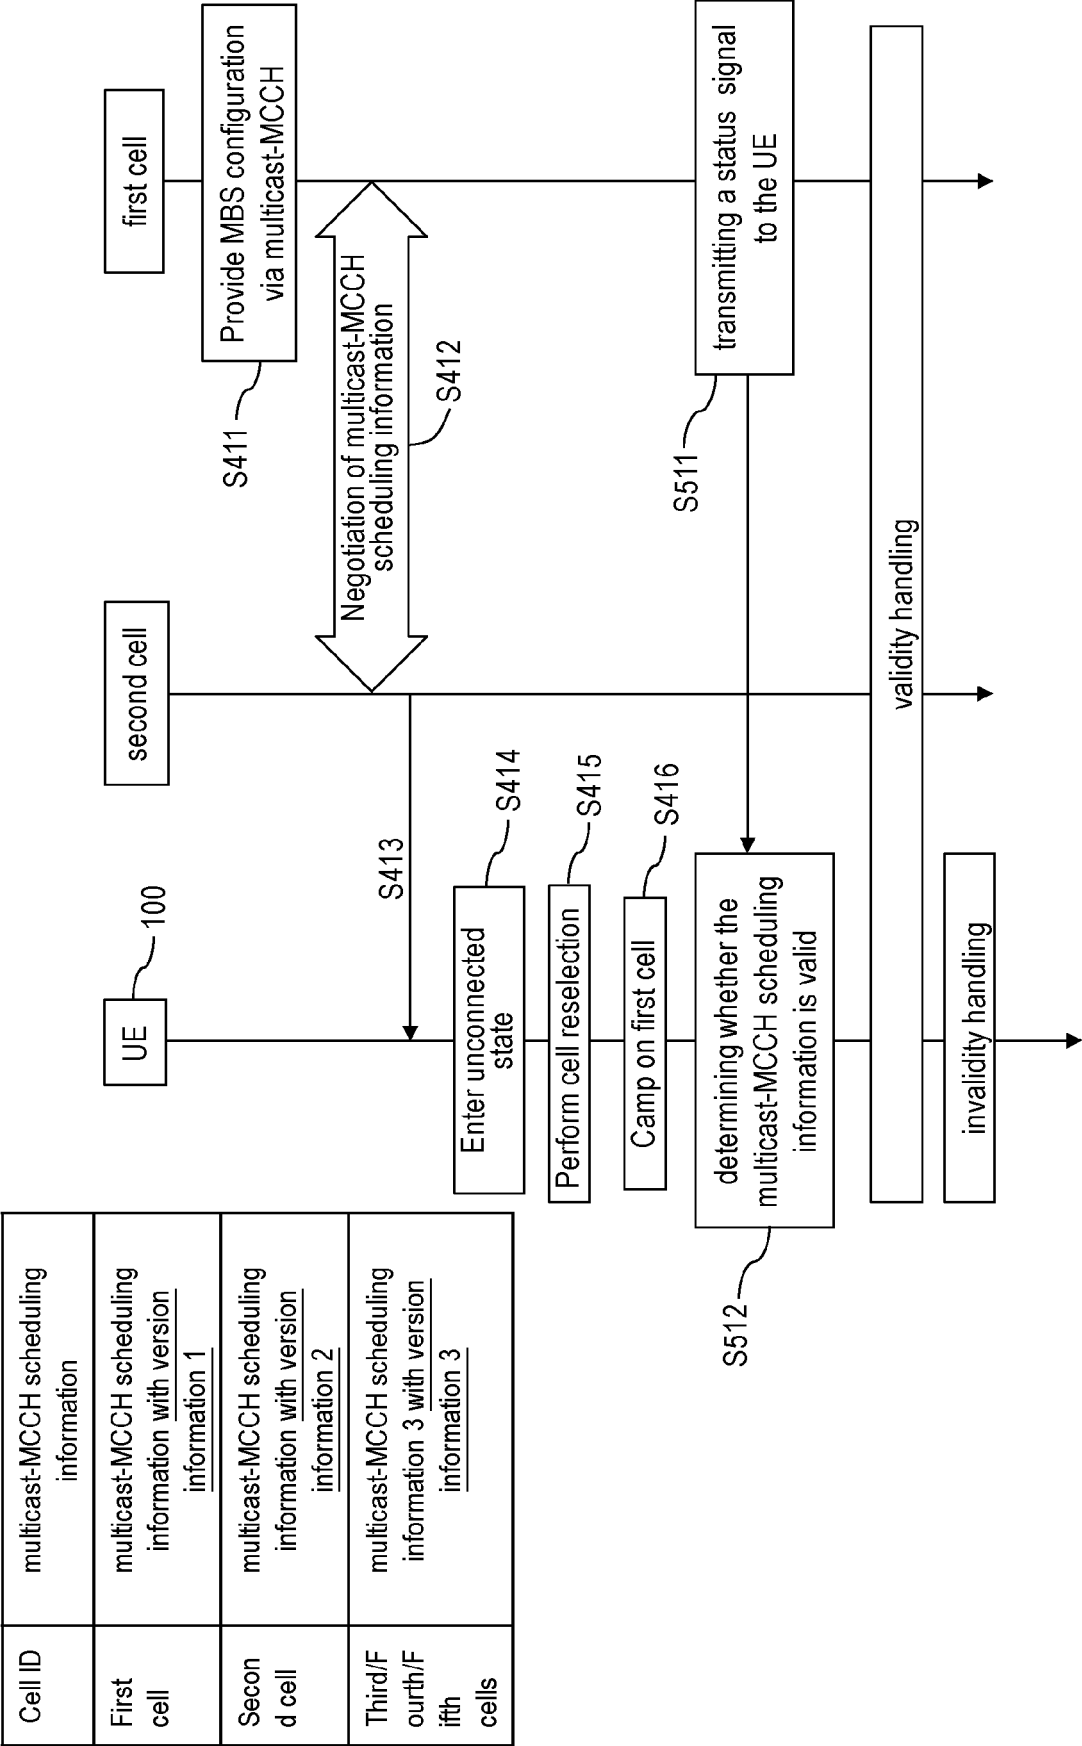 Cell ID
multicast-MCCH scheduling
information
First
cell
multicast-MCCH scheduling
information with version
information 1
Secon
d cell
multicast-MCCH scheduling
information with version
information 2
Third/F
ourth/F
ifth
cells
multicast-MCCH scheduling
information 3 with version
information 3
UE
100
second cell
first cell
Provide MBS configuration
via multicast-MCCH
S411
Negotiation of multicast-MCCH
scheduling information
S412
S413
Enter unconnected
state
S414
Perform cell reselection
S415
Camp on first cell
S416
transmitting a status signal
to the UE
S511
determining whether the
multicast-MCCH scheduling
information is valid
S512
validity handling
invalidity handling